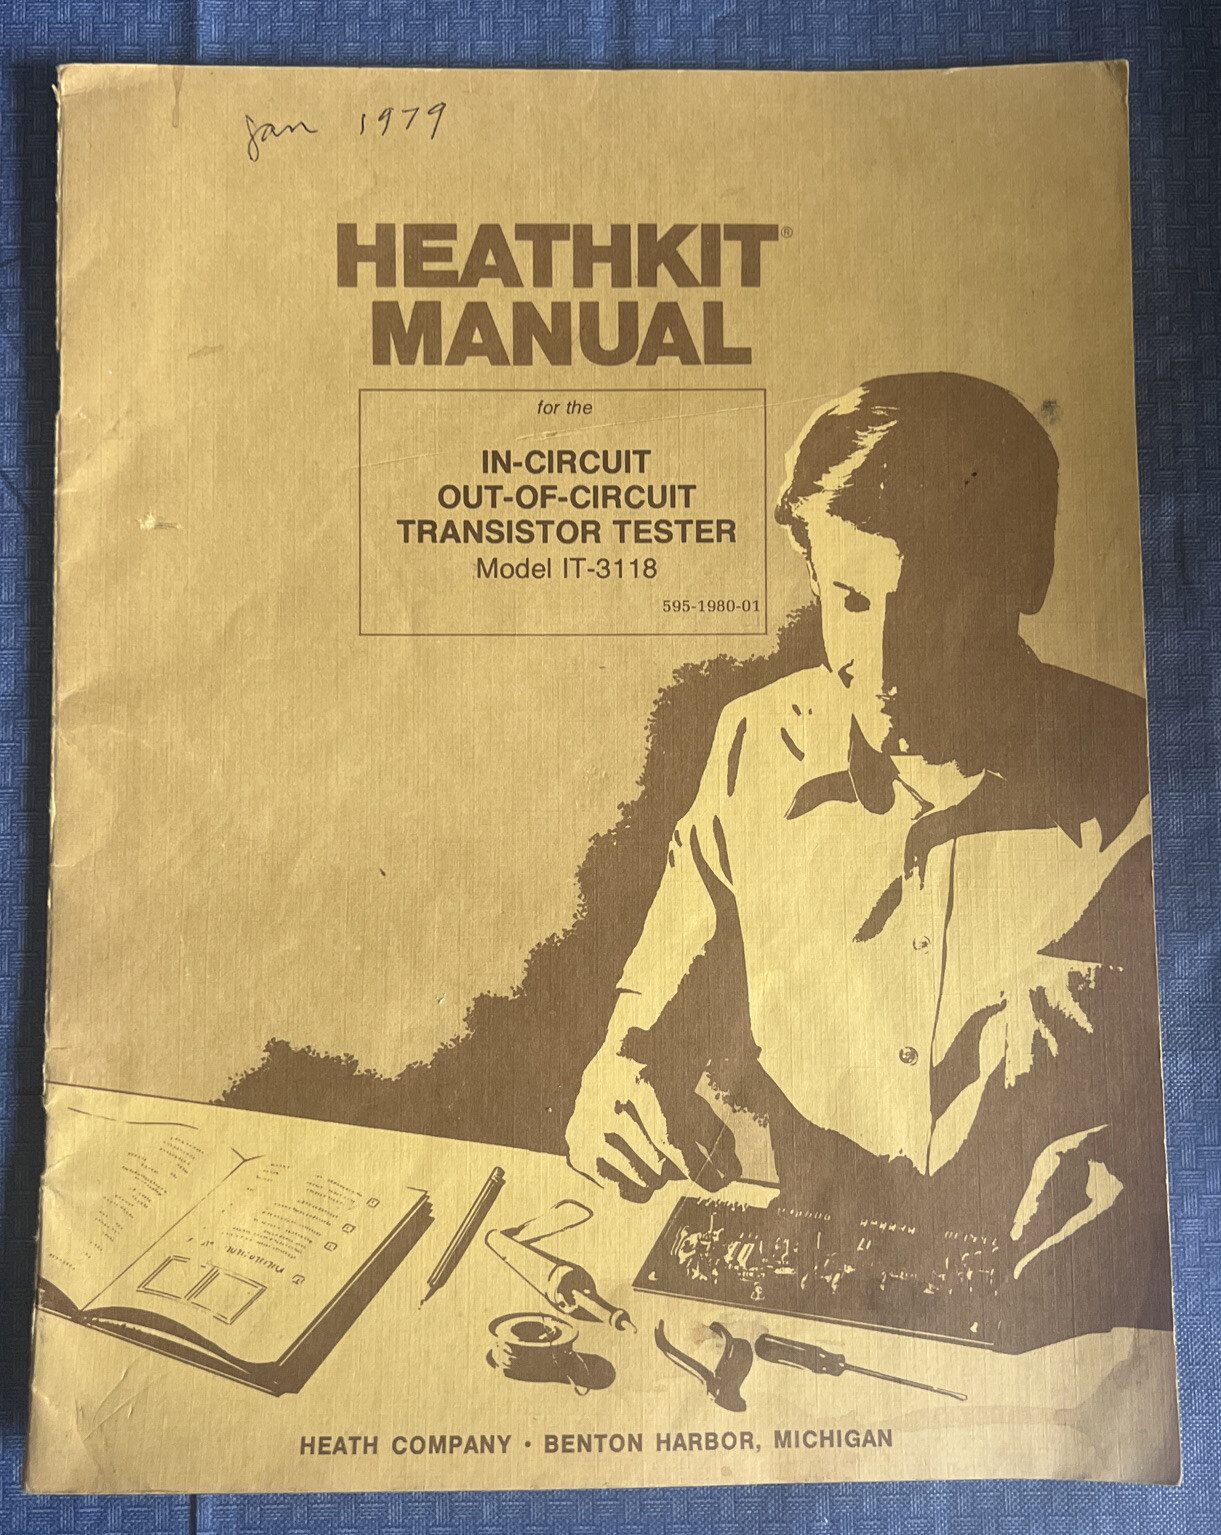 Jan 1979
HEATHKIT®
MANUAL
for the
IN-CIRCUIT
OUT-OF-CIRCUIT
TRANSISTOR TESTER
Model IT-3118
595-1980-01
HEATH COMPANY • BENTON HARBOR, MICHIGAN